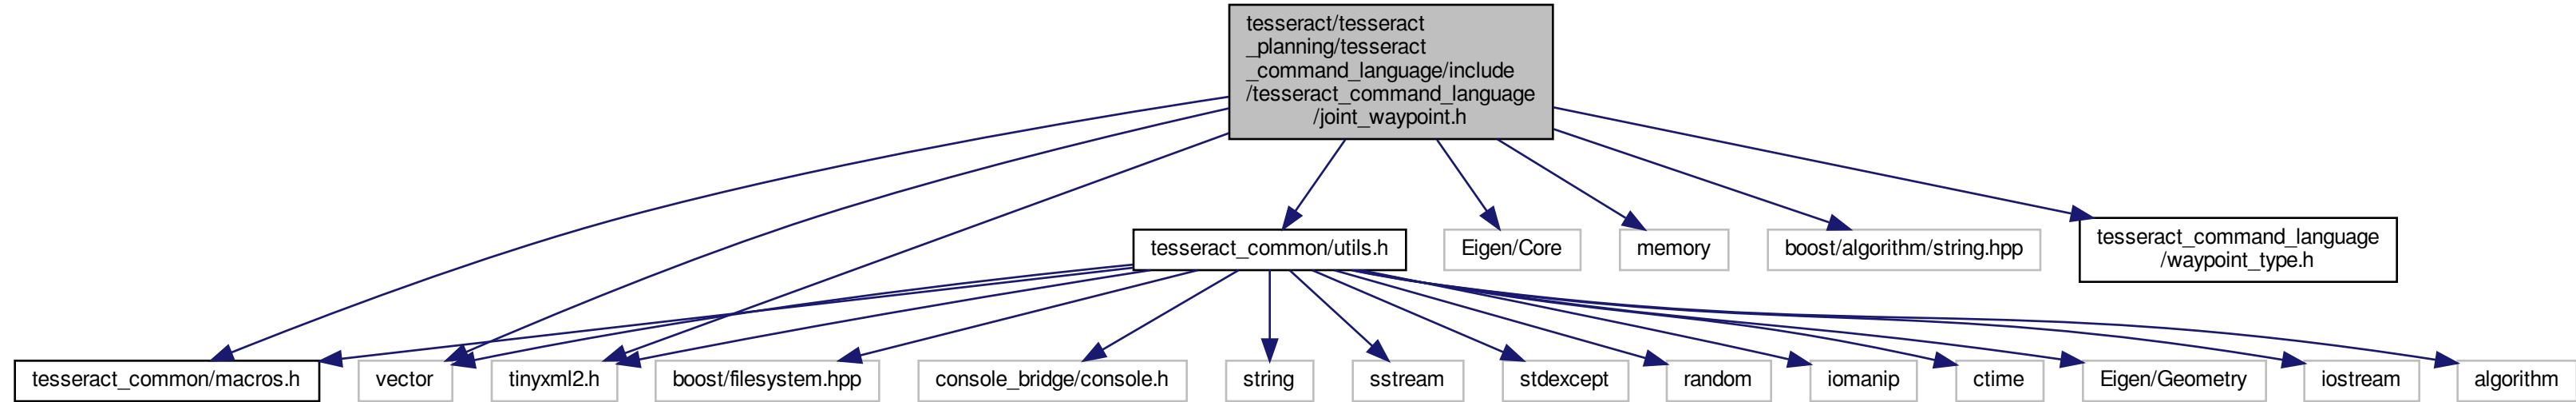 tesseract/tesseract
_planning/tesseract
_command_language/include
/tesseract_command_language
/joint_waypoint.h
tesseract_common/utils.h
Eigen/Core
memory
boost/algorithm/string.hpp
tesseract_command_language
/waypoint_type.h
tesseract_common/macros.h
vector
tinyxml2.h
boost/filesystem.hpp
console_bridge/console.h
string
sstream
stdexcept
random
iomanip
ctime
Eigen/Geometry
iostream
algorithm